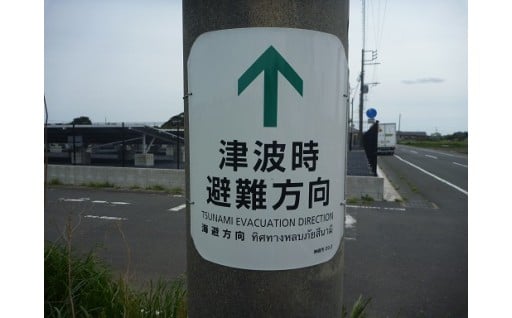 津波時
避難方向
TSUNAMI EVACUATION DIRECTION
海避方向 ทิศทางหลบภัยสึนามิ